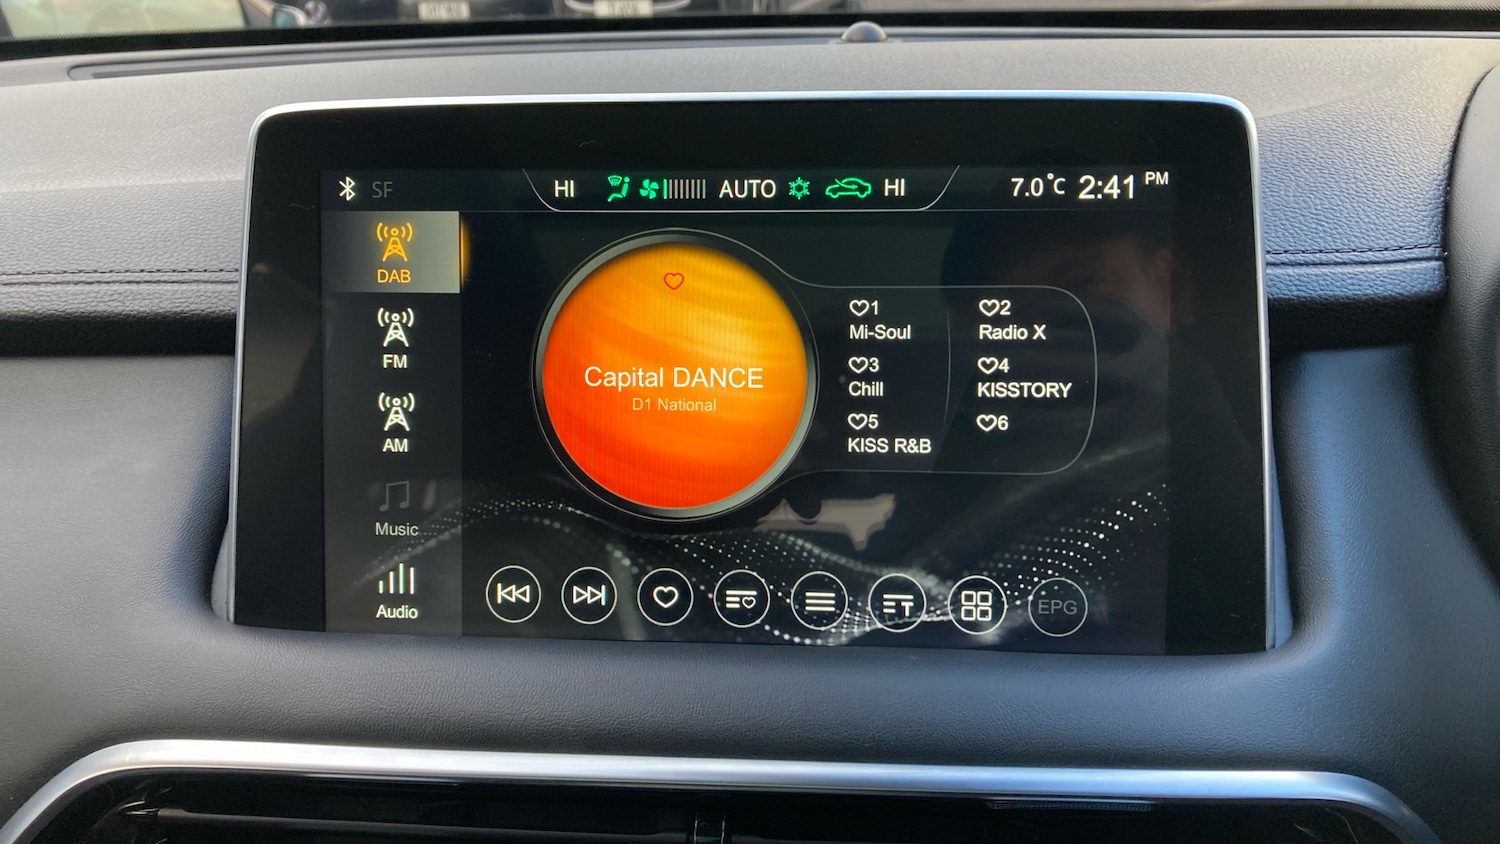 SF
HI
AUTO
HI
7.0°C
2:41 PM
DAB
FM
AM
Music
Audio
Capital DANCE
D1 National
1
Mi-Soul
2
Radio X
3
Chill
4
KISSTORY
5
KISS R&B
6
T
EPG